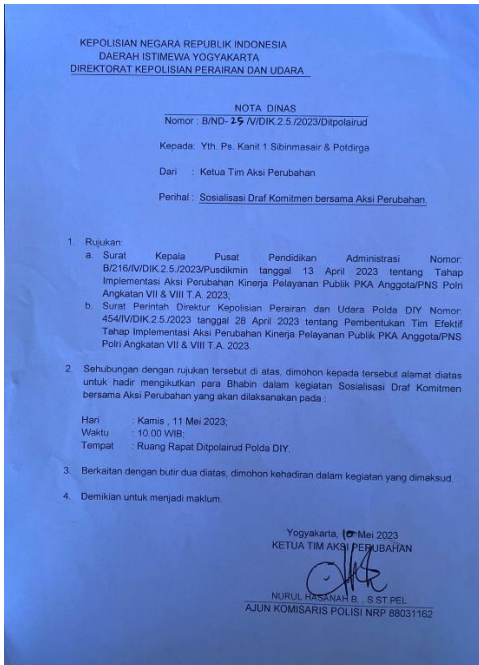 KEPOLISIAN NEGARA REPUBLIK INDONESIA
DAERAH ISTIMEWA YOGYAKARTA
DIREKTORAT KEPOLISIAN PERAIRAN DAN UDARA
NOTA DINAS
Nomor : B/ND- 25 /V/DIK.2.5./2023/Ditpolairud
Kepada: Yth. Ps. Kanit 1 Sibinmasair & Potdirga
Dari : Ketua Tim Aksi Perubahan
Perihal : Sosialisasi Draf Komitmen bersama Aksi Perubahan.
1. Rujukan:
a. Surat Kepala Pusat Pendidikan Administrasi Nomor:
B/216/IV/DIK.2.5./2023/Pusdikmin tanggal 13 April 2023 tentang Tahap
Implementasi Aksi Perubahan Kinerja Pelayanan Publik PKA Anggota/PNS Polri
Angkatan VII & VIII T.A. 2023;
b. Surat Perintah Direktur Kepolisian Perairan dan Udara Polda DIY Nomor:
454/IV/DIK.2.5./2023 tanggal 28 April 2023 tentang Pembentukan Tim Efektif
Tahap Implementasi Aksi Perubahan Kinerja Pelayanan Publik PKA Anggota/PNS
Polri Angkatan VII & VIII T.A. 2023.
2. Sehubungan dengan rujukan tersebut di atas, dimohon kepada tersebut alamat diatas
untuk hadir mengikutkan para Bhabin dalam kegiatan Sosialisasi Draf Komitmen
bersama Aksi Perubahan yang akan dilaksanakan pada :
Hari : Kamis , 11 Mei 2023;
Waktu : 10.00 WIB;
Tempat : Ruang Rapat Ditpolairud Polda DIY.
3. Berkaitan dengan butir dua diatas, dimohon kehadiran dalam kegiatan yang dimaksud.
4. Demikian untuk menjadi maklum.
Yogyakarta, 10 Mei 2023
KETUA TIM AKSI PERUBAHAN
NURUL HASANAH B. , S.ST.PEL
AJUN KOMISARIS POLISI NRP 88031162